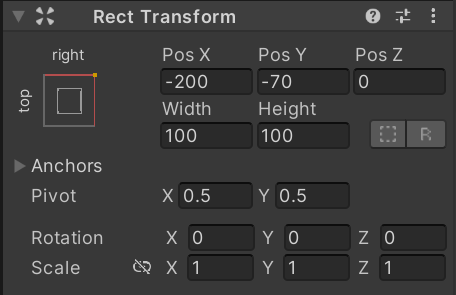 Rect Transform
right
top
Pos X Pos Y Pos Z
-200 -70 0
Width Height
100 100
R
Anchors
Pivot X 0.5 Y 0.5
Rotation X 0 Y 0 Z 0
Scale X 1 Y 1 Z 1